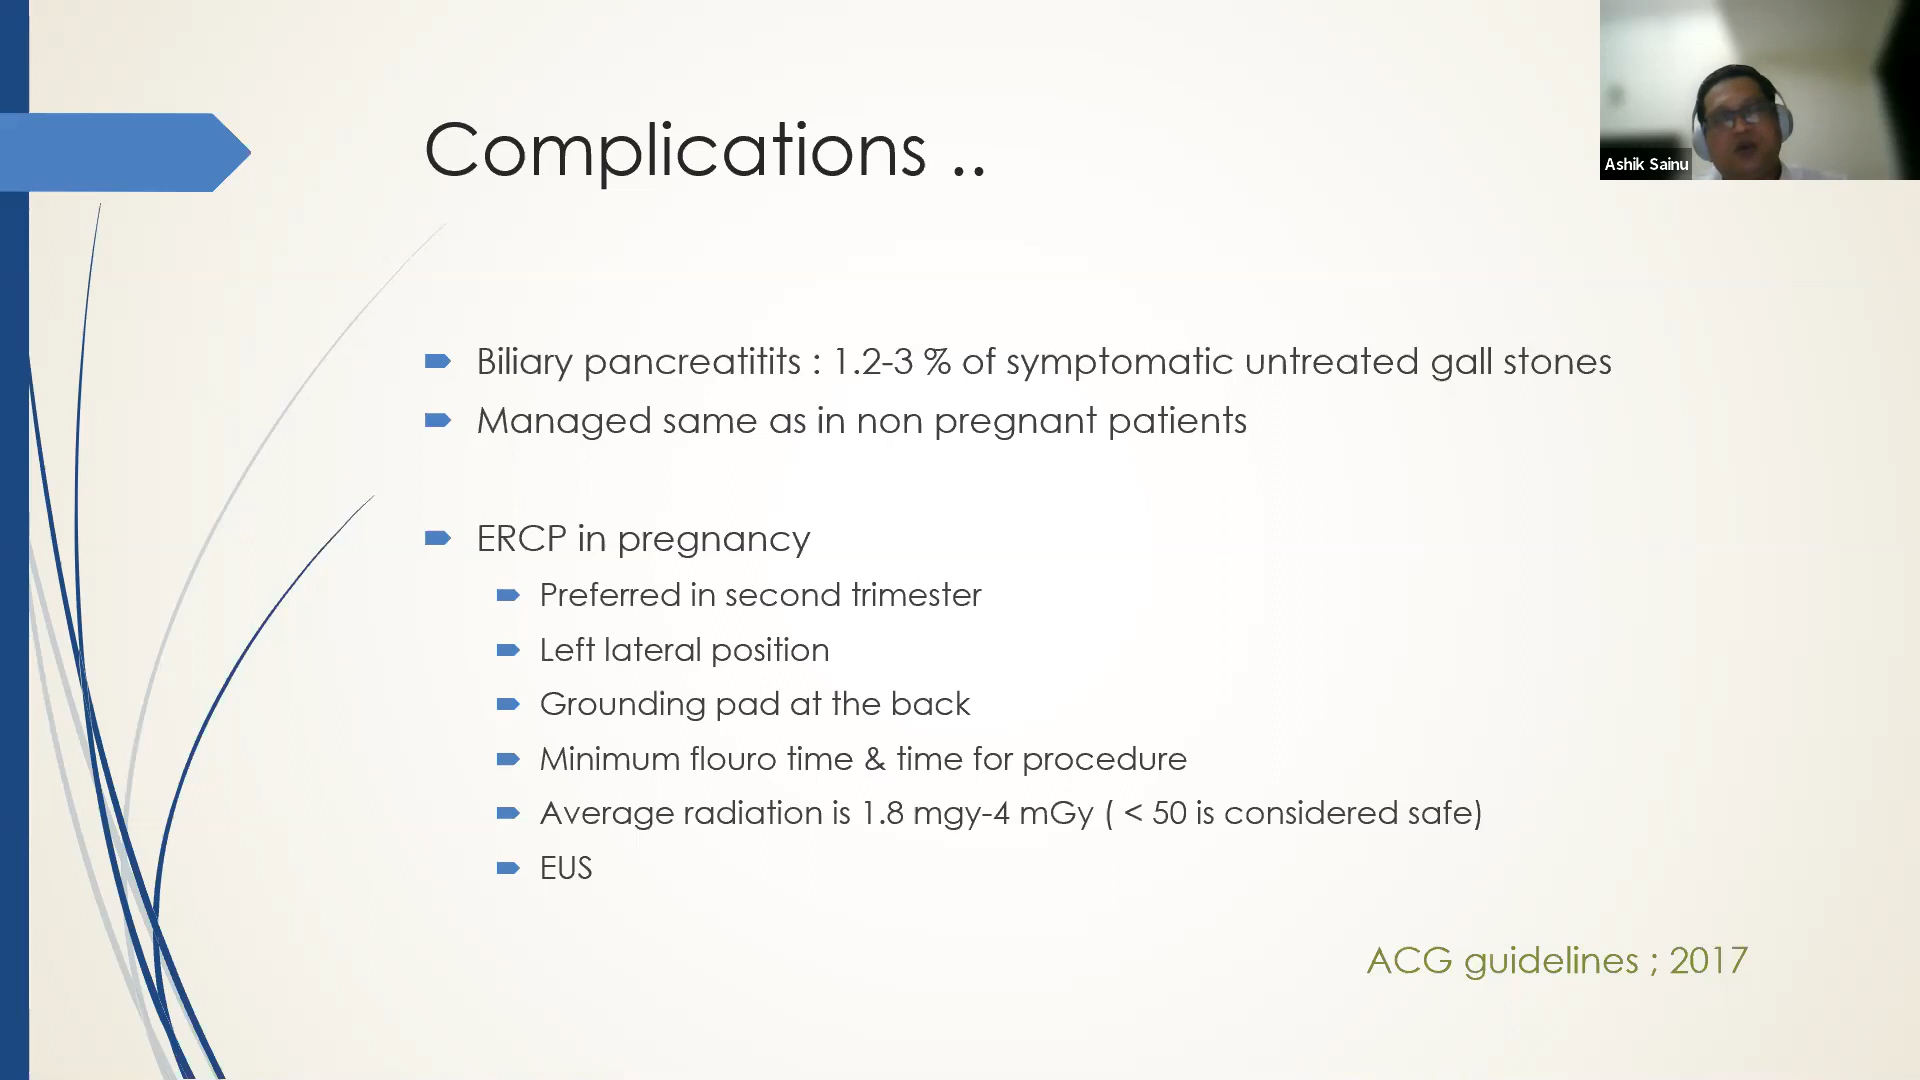 Complications ..
Ashik Sainu
Biliary pancreatitits : 1.2-3 % of symptomatic untreated gall stones
Managed same as in non pregnant patients
ERCP in pregnancy
Preferred in second trimester
Left lateral position
Grounding pad at the back
Minimum flouro time & time for procedure
Average radiation is 1.8 mgy-4 mGy ( < 50 is considered safe)
EUS
ACG guidelines ; 2017